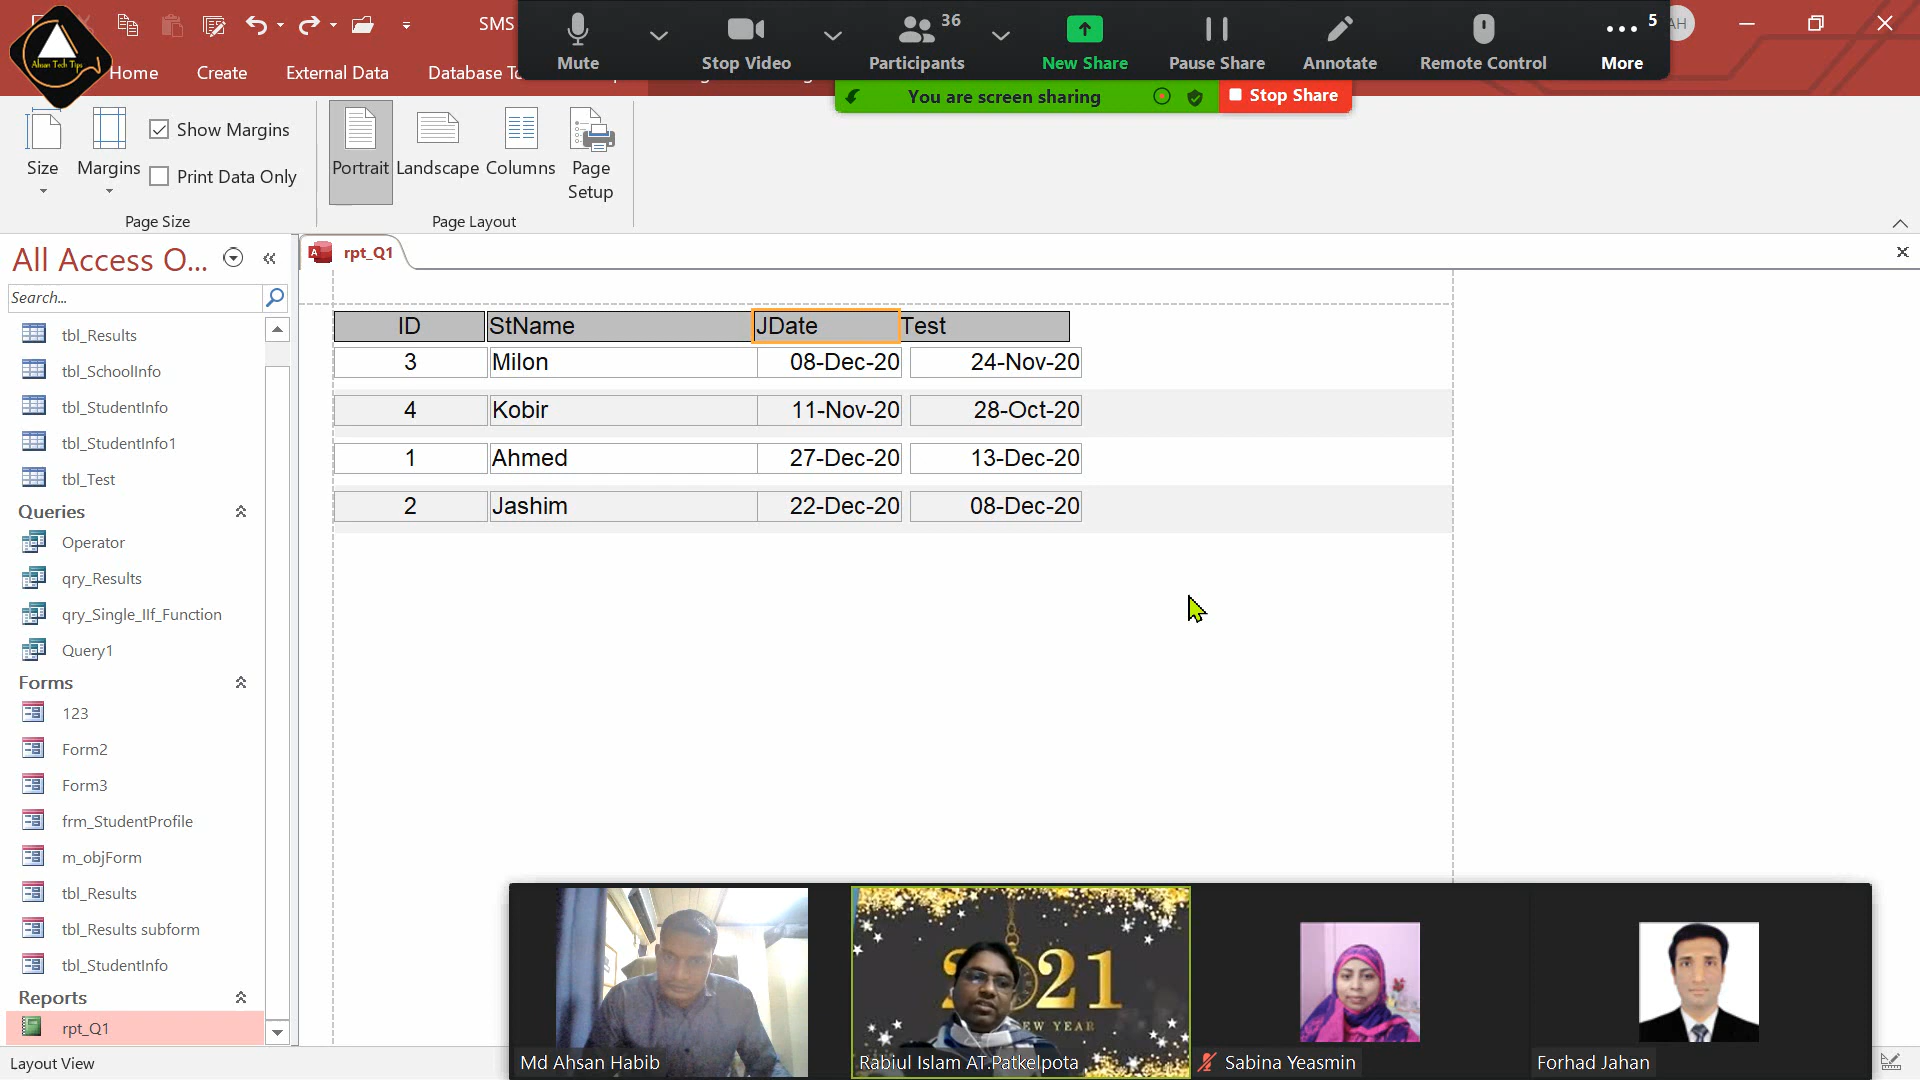 SMS
AH
Ahsan Tech Tips
Home
Create
External Data
Mute
Stop Video
Participants
36
New Share
Pause Share
Annotate
Remote Control
More
5
You are screen sharing
Stop Share
Size
Margins
Show Margins
Print Data Only
Page Size
Portrait
Landscape
Columns
Page
Setup
Page Layout
All Access O...
Search...
tbl_Results
tbl_SchoolInfo
tbl_StudentInfo
tbl_StudentInfo1
tbl_Test
Queries
Operator
qry_Results
qry_Single_IIf_Function
Query1
Forms
123
Form2
Form3
frm_StudentProfile
m_objForm
tbl_Results
tbl_Results subform
tbl_StudentInfo
Reports
rpt_Q1
Layout View
rpt_Q1
ID StName JDate Test
3 Milon 08-Dec-20 24-Nov-20
4 Kobir 11-Nov-20 28-Oct-20
1 Ahmed 27-Dec-20 13-Dec-20
2 Jashim 22-Dec-20 08-Dec-20
Md Ahsan Habib
Rabiul Islam AT.Patkelpota
Sabina Yeasmin
Forhad Jahan